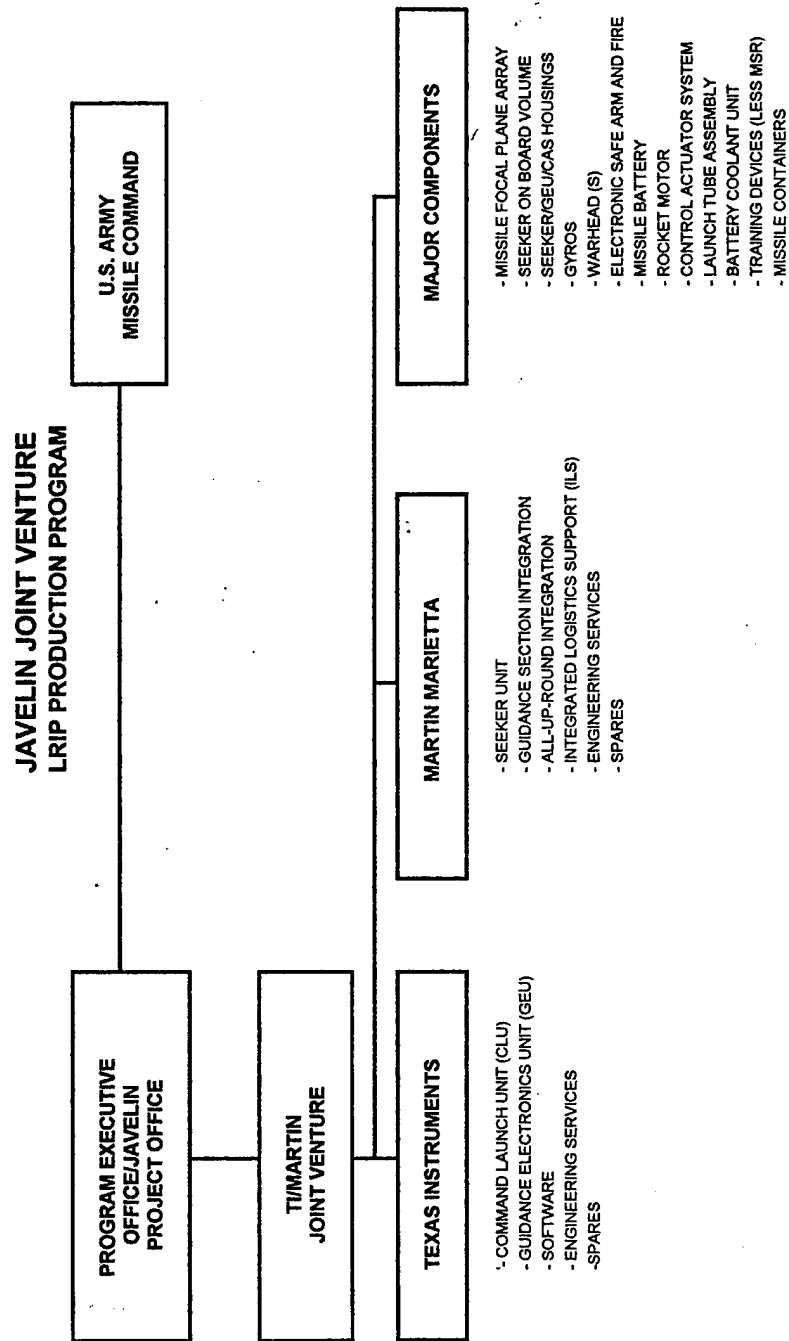 JAVELIN JOINT VENTURE
LRIP PRODUCTION PROGRAM
PROGRAM EXECUTIVE
OFFICE/JAVELIN
PROJECT OFFICE
U.S. ARMY
MISSILE COMMAND
TI/MARTIN
JOINT VENTURE
TEXAS INSTRUMENTS
'- COMMAND LAUNCH UNIT (CLU)
- GUIDANCE ELECTRONICS UNIT (GEU)
- SOFTWARE
- ENGINEERING SERVICES
-SPARES
MARTIN MARIETTA
- SEEKER UNIT
- GUIDANCE SECTION INTEGRATION
- ALL-UP-ROUND INTEGRATION
- INTEGRATED LOGISTICS SUPPORT (ILS)
- ENGINEERING SERVICES
- SPARES
MAJOR COMPONENTS
- MISSILE FOCAL PLANE ARRAY
- SEEKER ON BOARD VOLUME
- SEEKER/GEU/CAS HOUSINGS
- GYROS
- WARHEAD (S)
- ELECTRONIC SAFE ARM AND FIRE
- MISSILE BATTERY
- ROCKET MOTOR
- CONTROL ACTUATOR SYSTEM
- LAUNCH TUBE ASSEMBLY
- BATTERY COOLANT UNIT
- TRAINING DEVICES (LESS MSR)
- MISSILE CONTAINERS